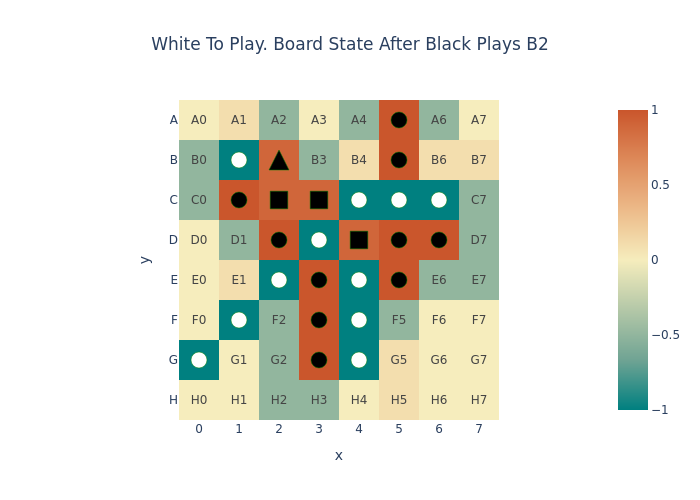 White To Play. Board State After Black Plays B2
A A0 A1 A2 A3 A4 A6 A7 1
B B0 B3 B4 B6 B7
C C0 C7 0.5
D D0 D1 D7
y
0
E E0 E1 E6 E7
F F0 F2 F5 F6 F7 −0.5
G G1 G2 G5 G6 G7
H H0 H1 H2 H3 H4 H5 H6 H7 −1
0 1 2 3 4 5 6 7
x